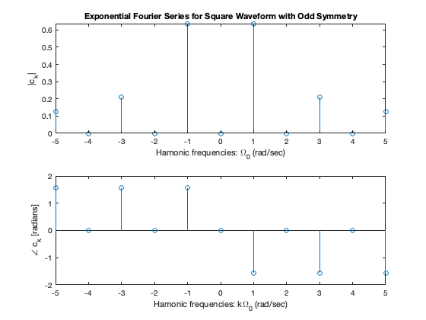 Exponential Fourier Series for Square Waveform with Odd Symmetry
0.6
0.5
0.4
0.3
0.2
0.1
0
|c_k|
-5 -4 -3 -2 -1 0 1 2 3 4 5
Hamonic frequencies: Ω_0 (rad/sec)
2
1
0
-1
-2
∠ c_k [radians]
-5 -4 -3 -2 -1 0 1 2 3 4 5
Hamonic frequencies: kΩ_0 (rad/sec)